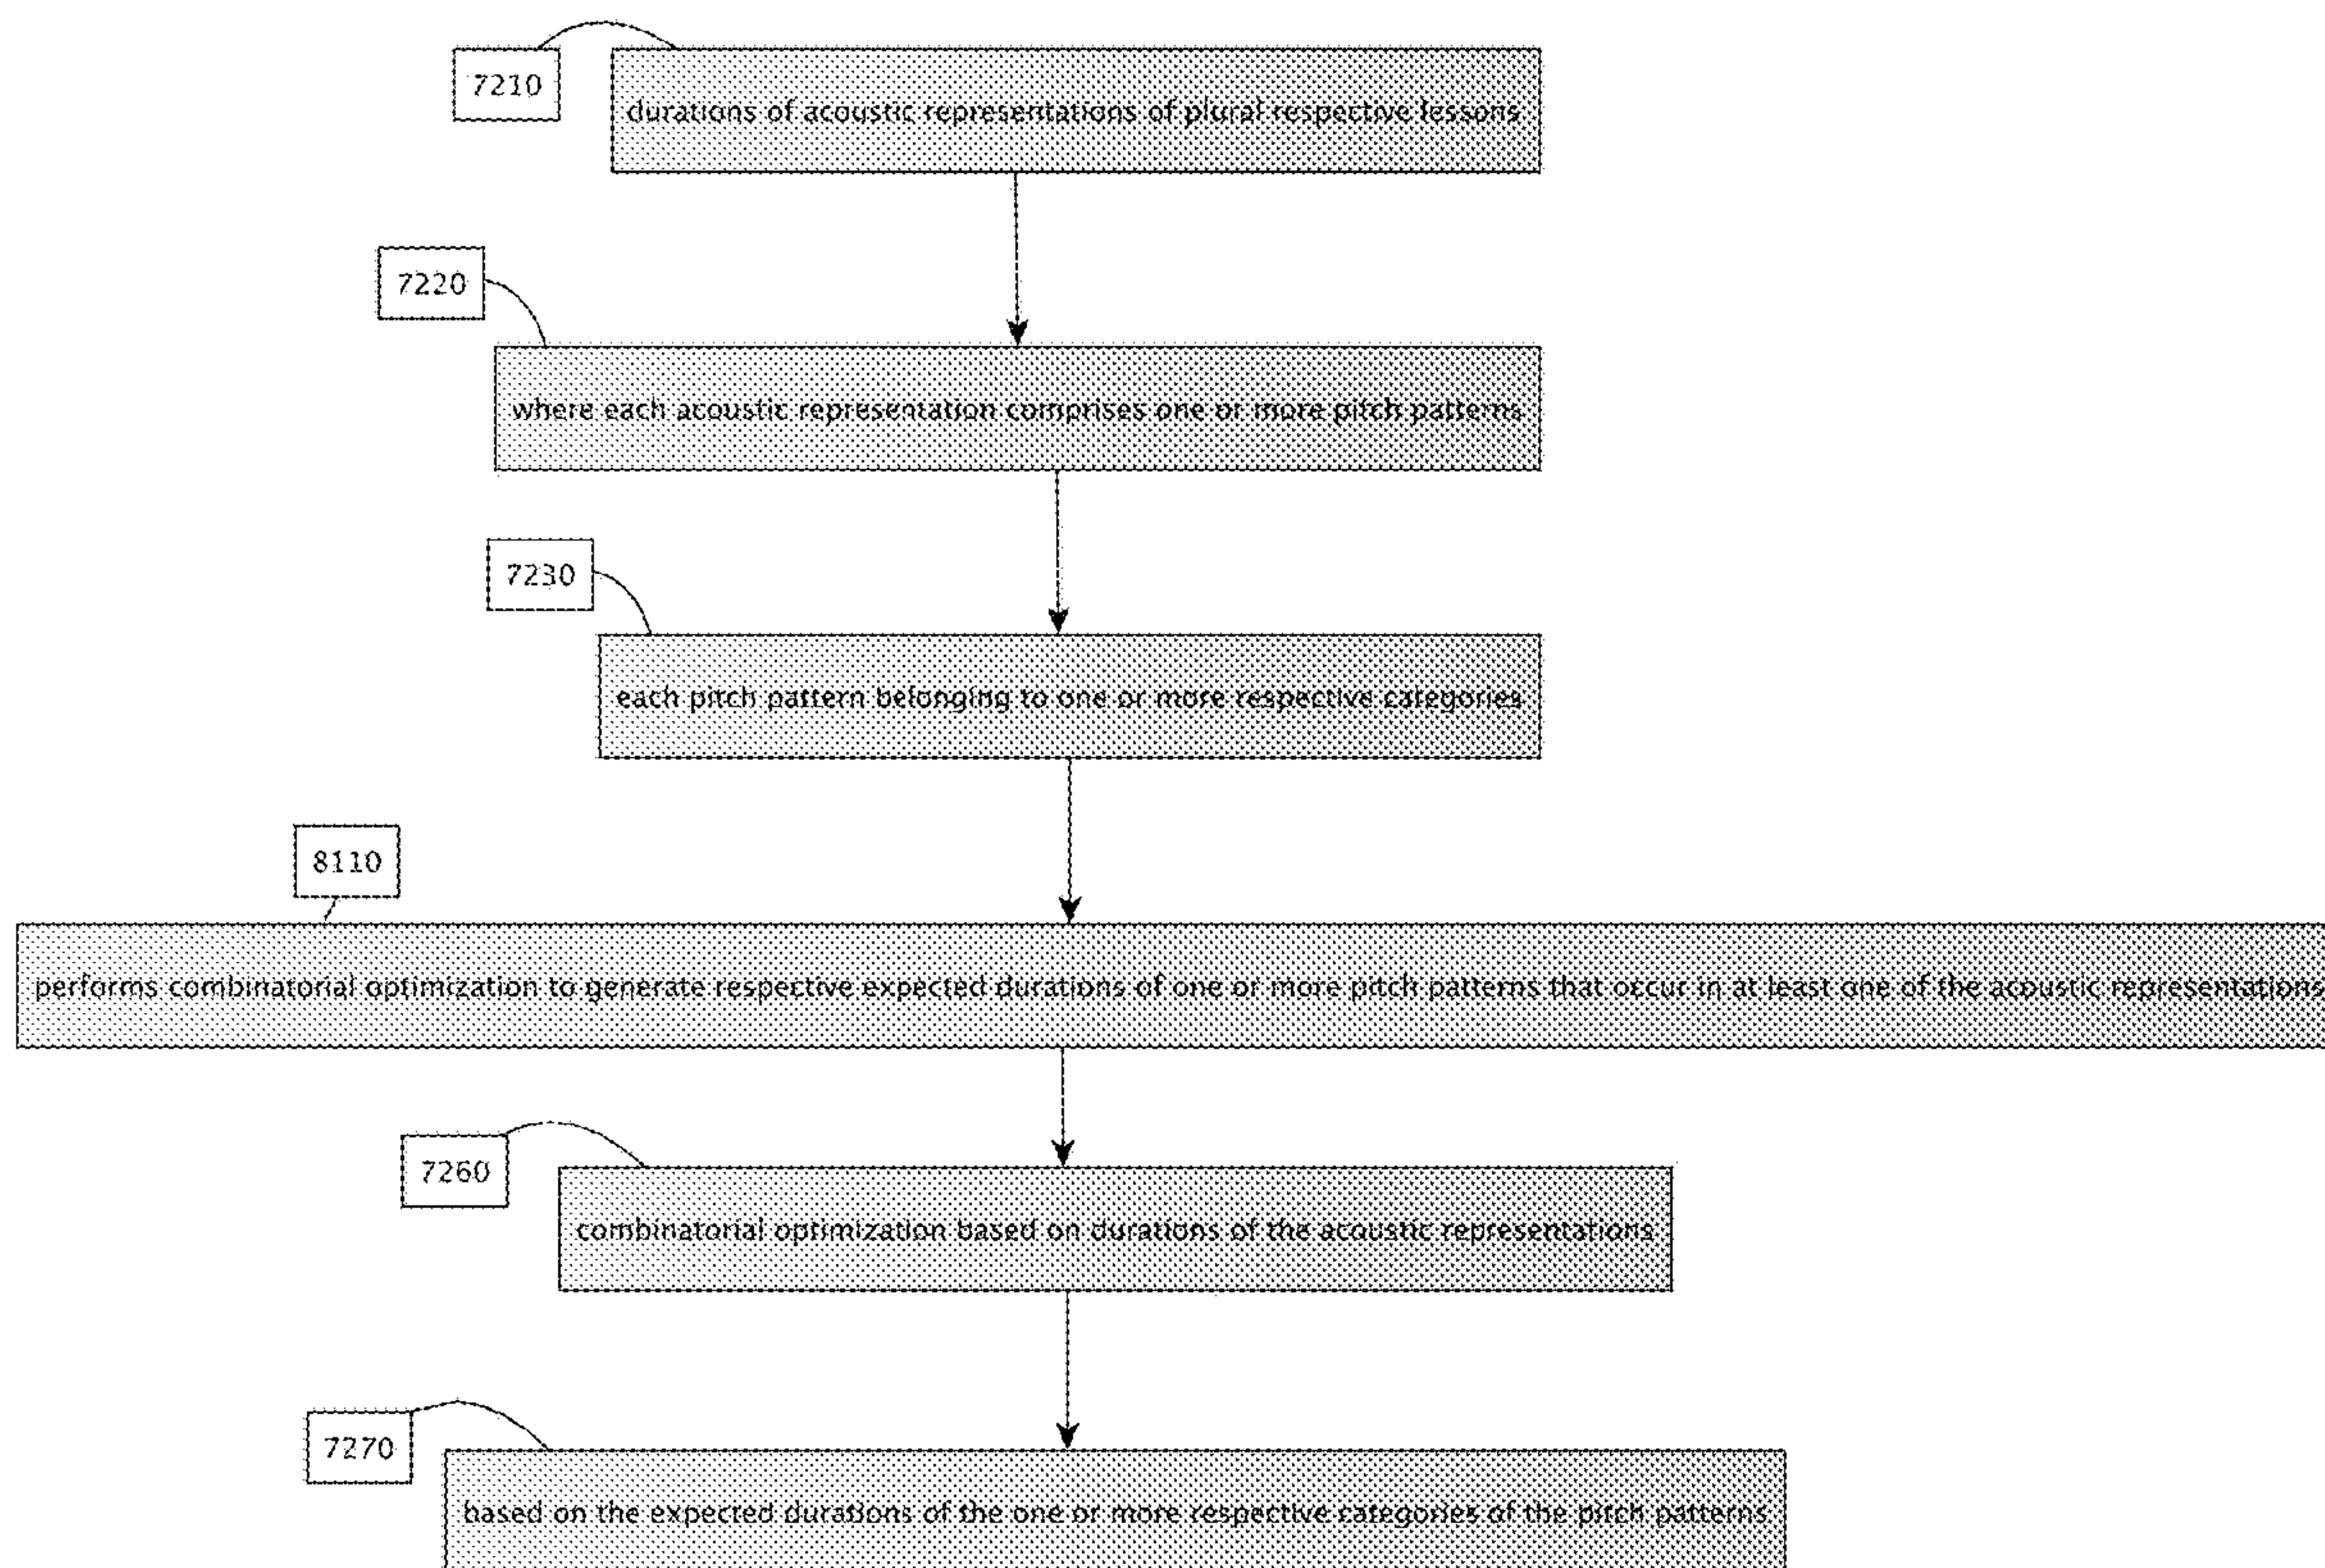 7210
durations of acoustic representations of plural respective lessons
7220
where each acoustic representation comprises one or more pitch patterns
7230
each pitch pattern belonging to one or more respective categories
8110
performs combinatorial optimization to generate respective expected durations of one or more pitch patterns that occur in at least one of the acoustic representations
7260
combinatorial optimization based on durations of the acoustic representations
7270
based on the expected durations of the one or more respective categories of the pitch patterns